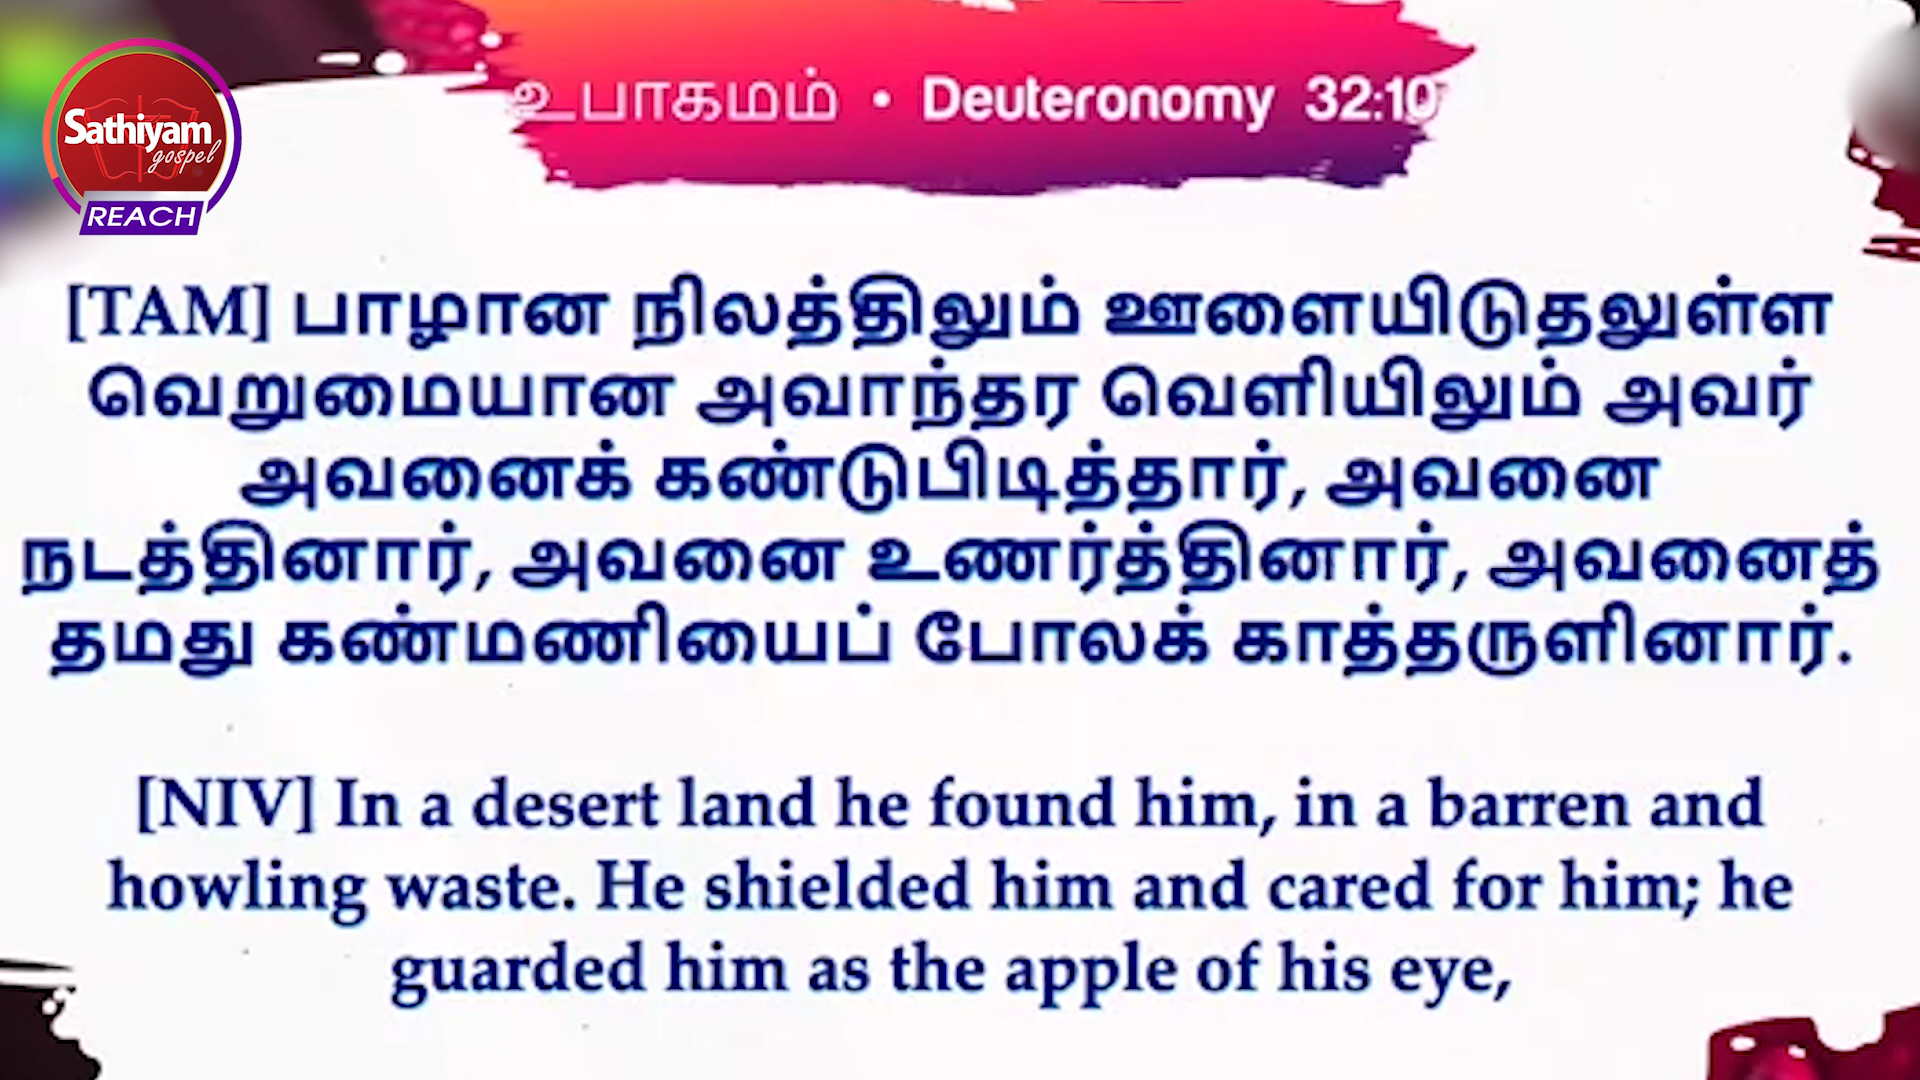 Sathiyam
gospel
REACH
உபாகமம் • Deuteronomy 32:10
[TAM] பாழான நிலத்திலும் ஊளையிடுதலுள்ள
வெறுமையான அவாந்தர வெளியிலும் அவர்
அவனைக் கண்டுபிடித்தார், அவனை
நடத்தினார், அவனை உணர்த்தினார், அவனைத்
தமது கண்மணியைப் போலக் காத்தருளினார்.
[NIV] In a desert land he found him, in a barren and
howling waste. He shielded him and cared for him; he
guarded him as the apple of his eye,